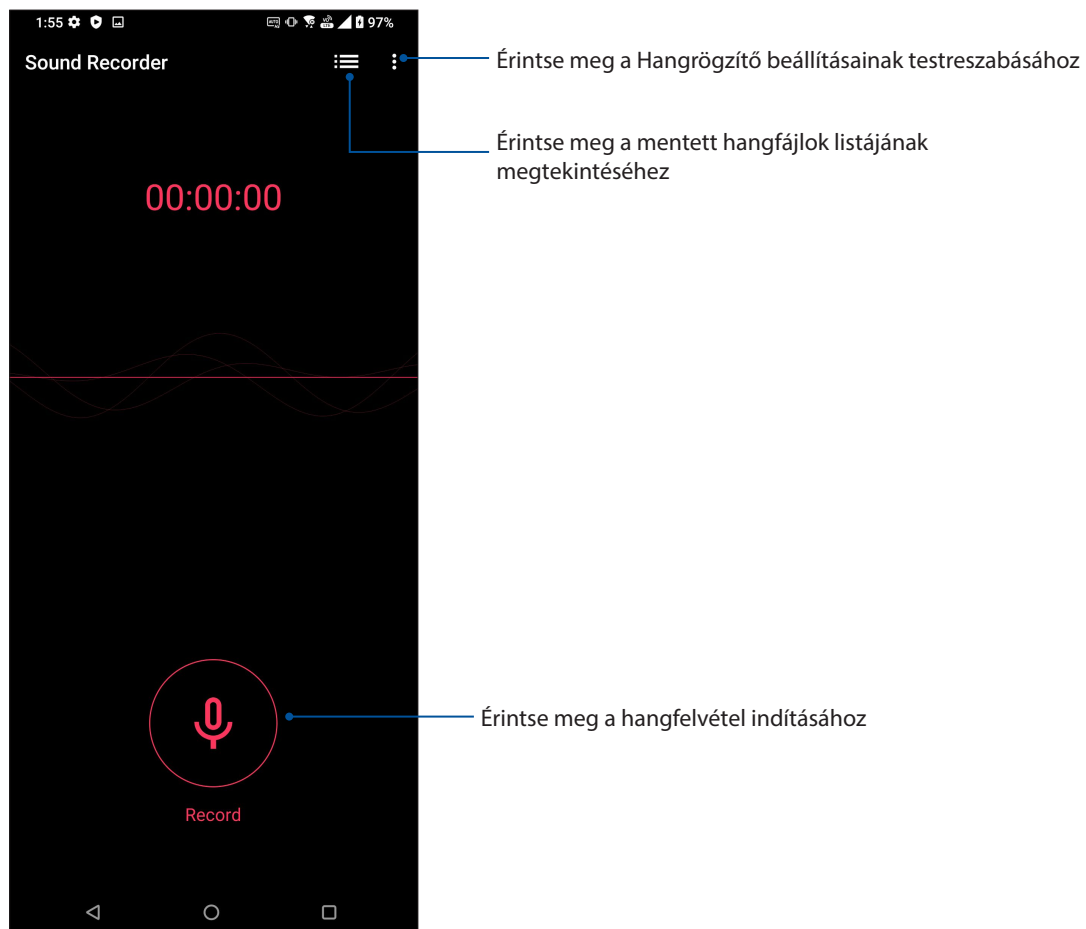 1:55 97%
Sound Recorder
Érintse meg a Hangrögzítő beállításainak testreszabásához
Érintse meg a mentett hangfájlok listájának
megtekintéséhez
00:00:00
Érintse meg a hangfelvétel indításához
Record